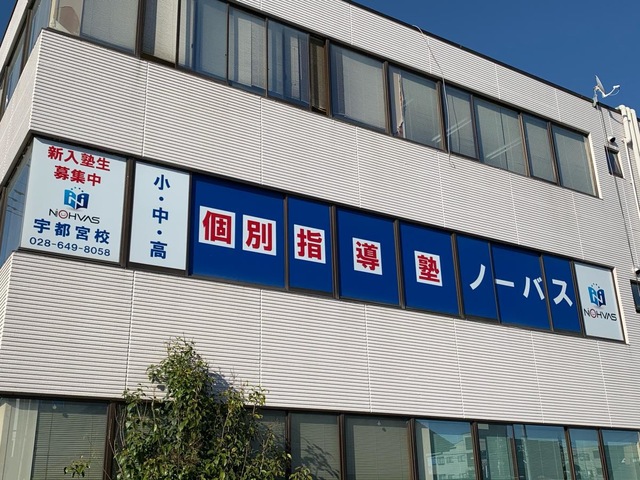 新入塾生
募集中
NOHVAS
宇都宮校
028-649-8058
小・中・高
個別指導塾 ノーバス
NOHVAS